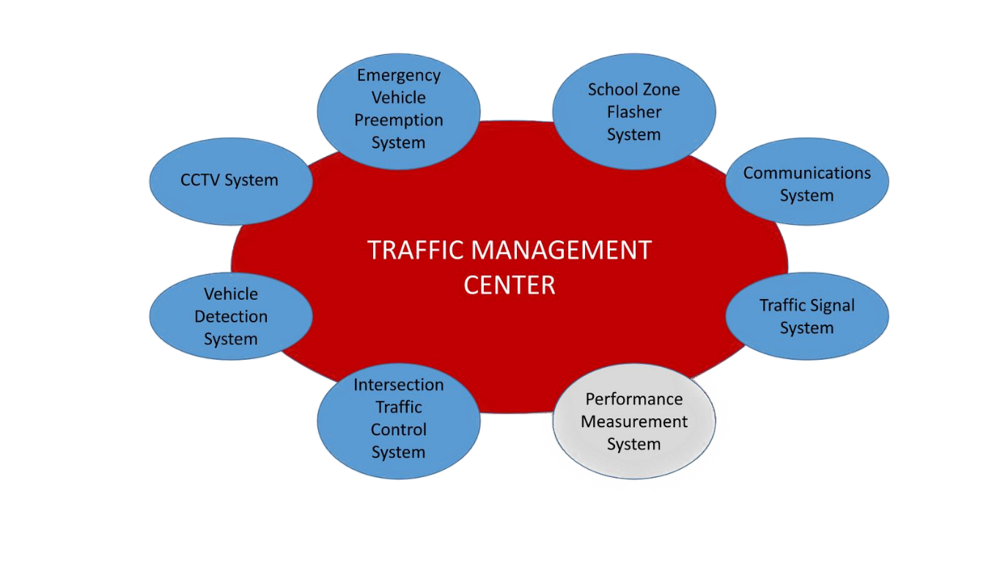 Emergency
Vehicle
Preemption
System
School Zone
Flasher
System
CCTV System
Communications
System
TRAFFIC MANAGEMENT
CENTER
Vehicle
Detection
System
Traffic Signal
System
Intersection
Traffic
Control
System
Performance
Measurement
System